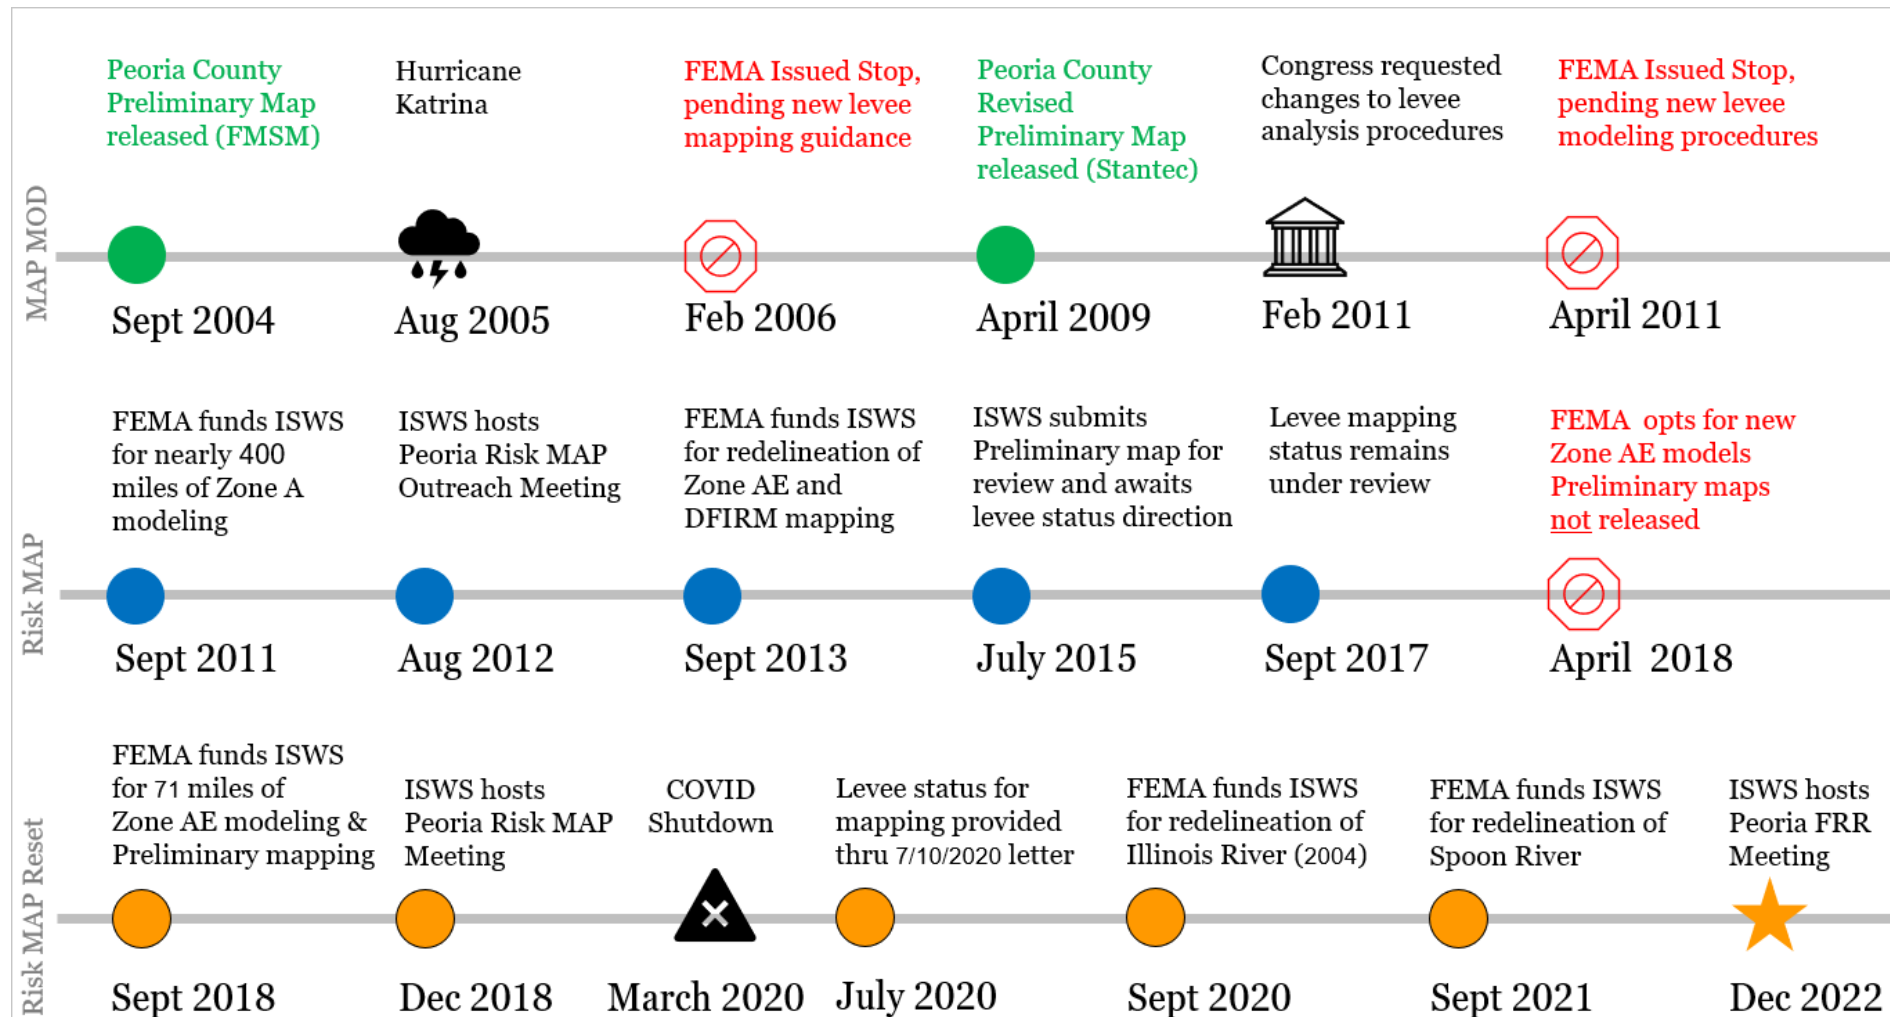 MAP MOD
Peoria County
Preliminary Map
released (FMSM)
Sept 2004
Hurricane
Katrina
Aug 2005
FEMA Issued Stop,
pending new levee
mapping guidance
Feb 2006
Peoria County
Revised
Preliminary Map
released (Stantec)
April 2009
Congress requested
changes to levee
analysis procedures
Feb 2011
FEMA Issued Stop,
pending new levee
modeling procedures
April 2011
Risk MAP
FEMA funds ISWS
for nearly 400
miles of Zone A
modeling
Sept 2011
ISWS hosts
Peoria Risk MAP
Outreach Meeting
Aug 2012
FEMA funds ISWS
for redelineation of
Zone AE and
DFIRM mapping
Sept 2013
ISWS submits
Preliminary map for
review and awaits
levee status direction
July 2015
Levee mapping
status remains
under review
Sept 2017
FEMA opts for new
Zone AE models
Preliminary maps
not released
April 2018
Risk MAP Reset
FEMA funds ISWS
for 71 miles of
Zone AE modeling &
Preliminary mapping
Sept 2018
ISWS hosts
Peoria Risk MAP
Meeting
Dec 2018
COVID
Shutdown
March 2020
Levee status for
mapping provided
thru 7/10/2020 letter
July 2020
FEMA funds ISWS
for redelineation of
Illinois River (2004)
Sept 2020
FEMA funds ISWS
for redelineation of
Spoon River
Sept 2021
ISWS hosts
Peoria FRR
Meeting
Dec 2022